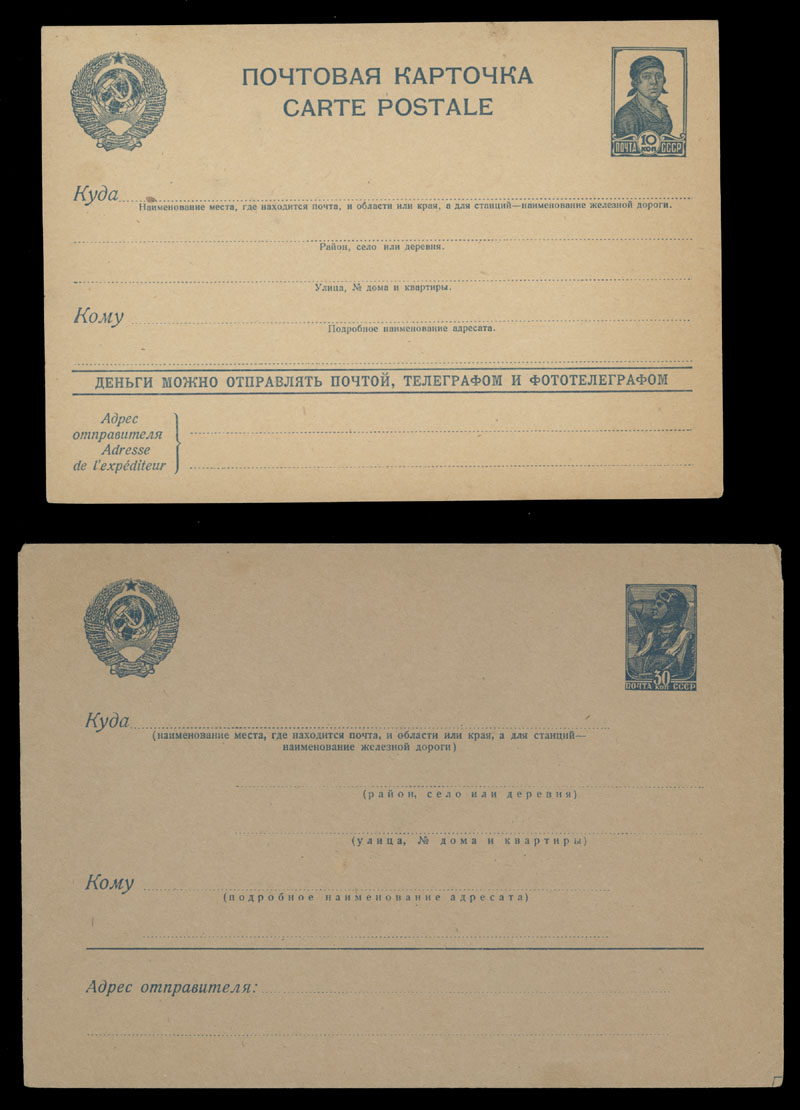 ПОЧТОВАЯ КАРТОЧКА
CARTE POSTALE
10
КОП
ПОЧТА СССР
Куда
Наименование места, где находится почта, и области или края, а для станций—наименование железной дороги.
Район, село или деревня.
Улица, № дома и квартиры.
Кому
Подробное наименование адресата.
ДЕНЬГИ МОЖНО ОТПРАВЛЯТЬ ПОЧТОЙ, ТЕЛЕГРАФОМ И ФОТОТЕЛЕГРАФОМ
Адрес
отправителя
Adresse
de l'expéditeur
30
ПОЧТА КОП СССР
Куда
(наименование места, где находится почта, и области или края, а для станций—
наименование железной дороги)
(район, село или деревня)
(улица, № дома и квартиры)
Кому
(подробное наименование адресата)
Адрес отправителя: